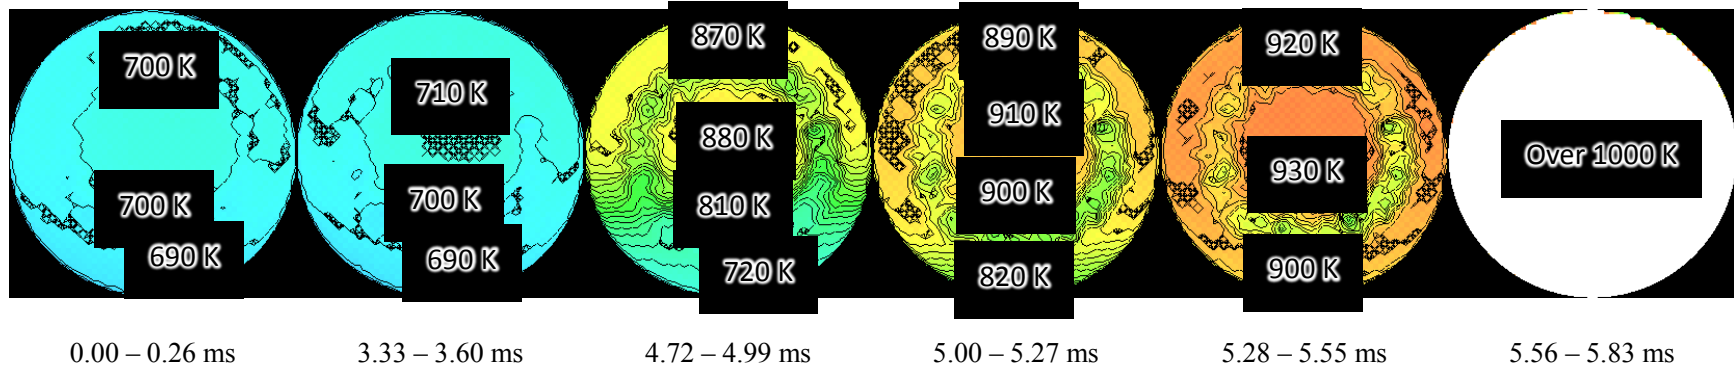 700 K
700 K
690 K
710 K
700 K
690 K
870 K
880 K
810 K
720 K
890 K
910 K
900 K
820 K
920 K
930 K
900 K
Over 1000 K
0.00 – 0.26 ms
3.33 – 3.60 ms
4.72 – 4.99 ms
5.00 – 5.27 ms
5.28 – 5.55 ms
5.56 – 5.83 ms